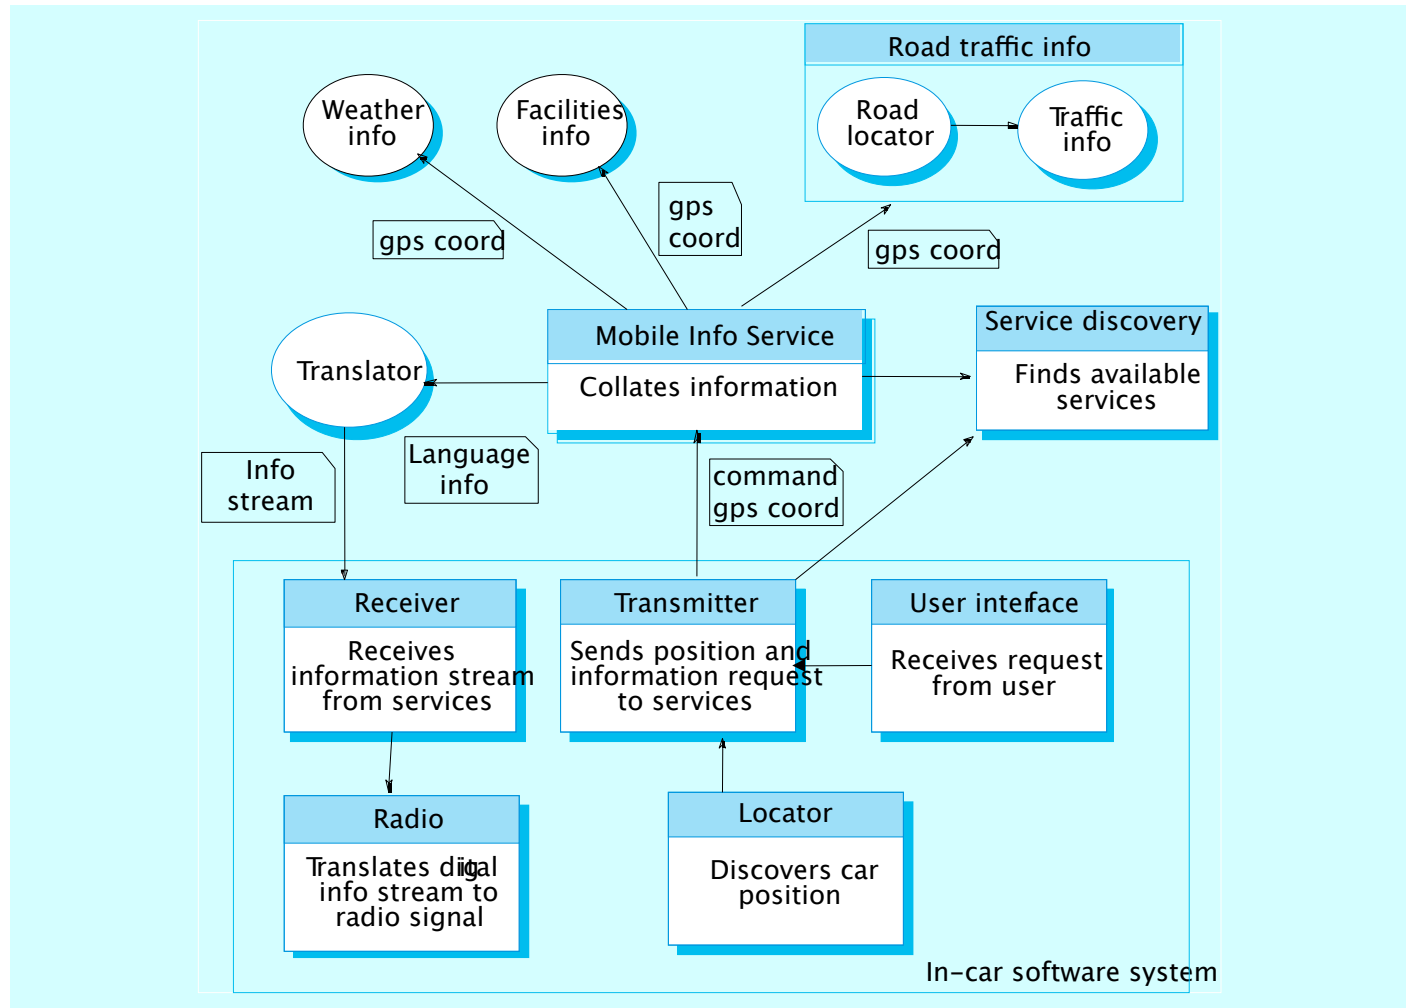 Road traffic info
Weather
info
Facilities
info
Road
locator
Traffic
info
gps coord
gps
coord
gps coord
Mobile Info Service
Collates information
Service discovery
Finds available
services
Translator
Info
stream
Language
info
command
gps coord
Receiver
Receives
information stream
from services
Transmitter
Sends position and
information request
to services
User interface
Receives request
from user
Radio
Translates digital
info stream to
radio signal
Locator
Discovers car
position
In-car software system